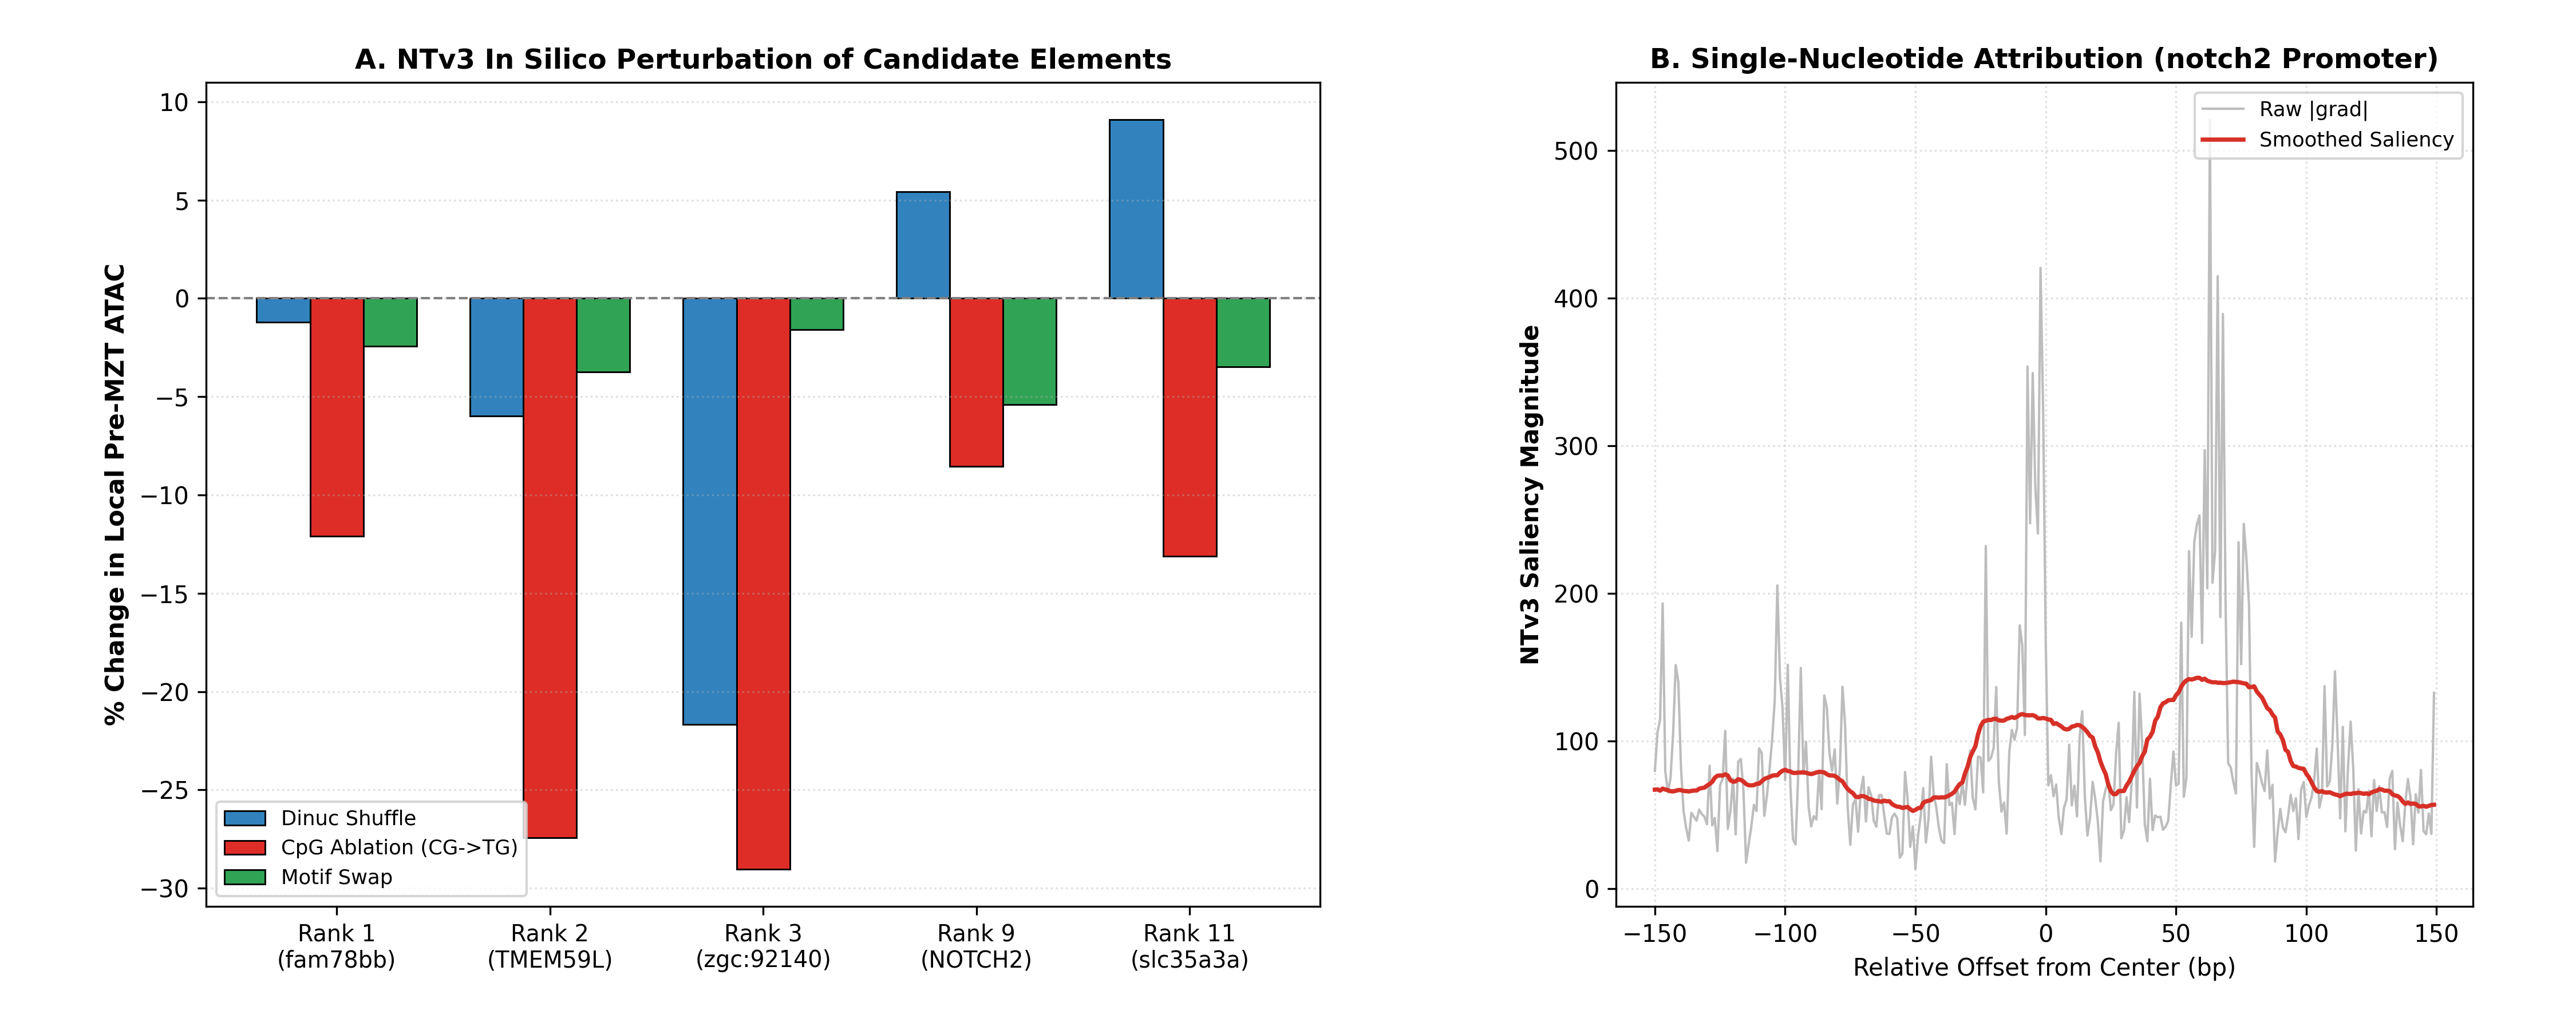 A. NTv3 In Silico Perturbation of Candidate Elements
% Change in Local Pre-MZT ATAC
10
5
0
−5
−10
−15
−20
−25
−30
Dinuc Shuffle
CpG Ablation (CG->TG)
Motif Swap
Rank 1
(fam78bb)
Rank 2
(TMEM59L)
Rank 3
(zgc:92140)
Rank 9
(NOTCH2)
Rank 11
(slc35a3a)
B. Single-Nucleotide Attribution (notch2 Promoter)
NTv3 Saliency Magnitude
500
400
300
200
100
0
Raw |grad|
Smoothed Saliency
−150
−100
−50
0
50
100
150
Relative Offset from Center (bp)